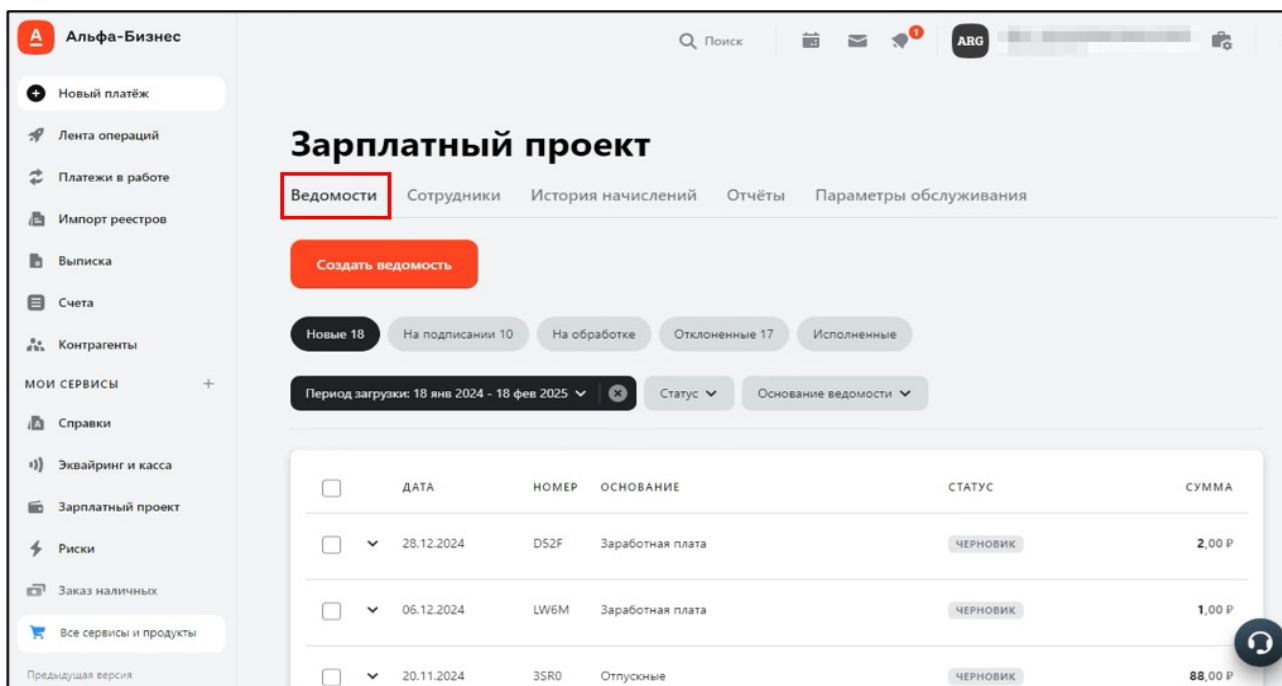 A Альфа-Бизнес
Поиск
1
ARG
Новый платёж
Лента операций
Платежи в работе
Импорт реестров
Выписка
Счета
Контрагенты
МОИ СЕРВИСЫ +
Справки
Эквайринг и касса
Зарплатный проект
Риски
Заказ наличных
Все сервисы и продукты
Предыдущая версия
Зарплатный проект
Ведомости Сотрудники История начислений Отчёты Параметры обслуживания
Создать ведомость
Новые 18 На подписании 10 На обработке Отклоненные 17 Исполненные
Период загрузки: 18 янв 2024 - 18 фев 2025 Статус Основание ведомости
ДАТА НОМЕР ОСНОВАНИЕ СТАТУС СУММА
28.12.2024 D52F Заработная плата ЧЕРНОВИК 2,00 ₽
06.12.2024 LW6M Заработная плата ЧЕРНОВИК 1,00 ₽
20.11.2024 3SR0 Отпускные ЧЕРНОВИК 88,00 ₽